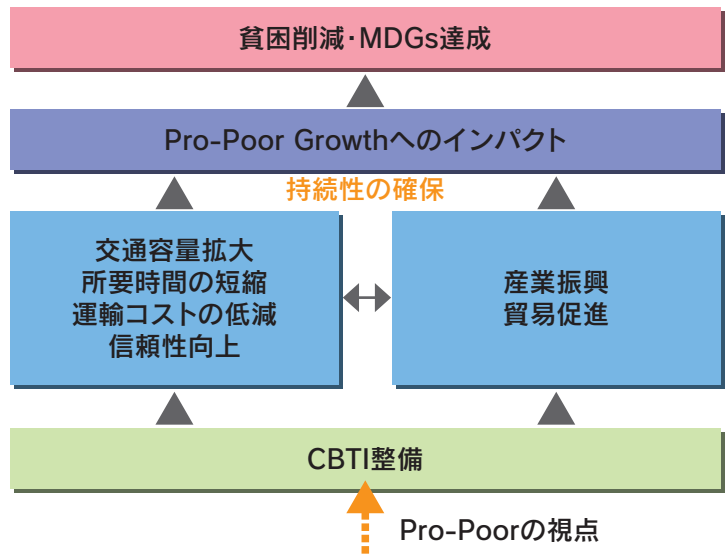 貧困削減・MDGs達成
Pro-Poor Growthへのインパクト
持続性の確保
交通容量拡大
所要時間の短縮
運輸コストの低減
信頼性向上
産業振興
貿易促進
CBTI整備
Pro-Poorの視点